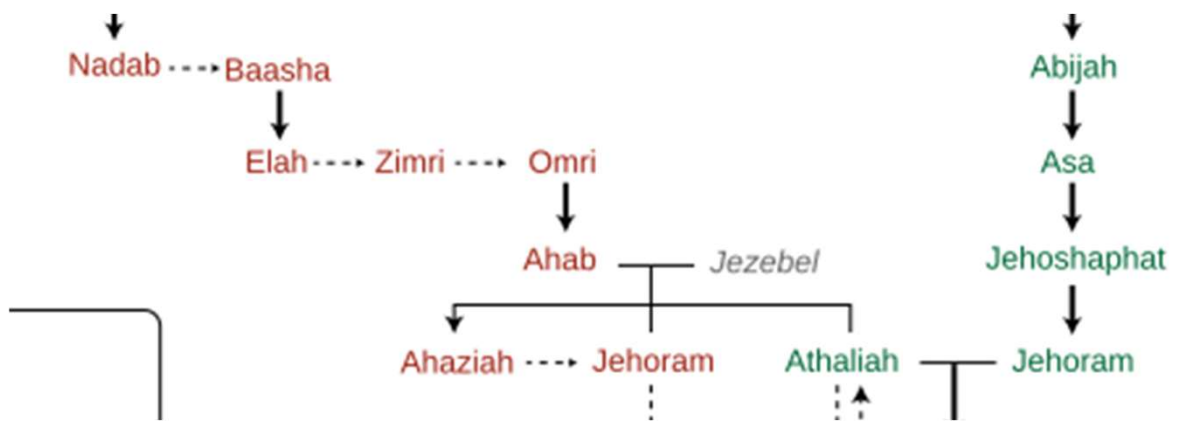 Nadab Baasha Abijah
Elah Zimri Omri Asa
Ahab Jezebel Jehoshaphat
Ahaziah Jehoram Athaliah Jehoram